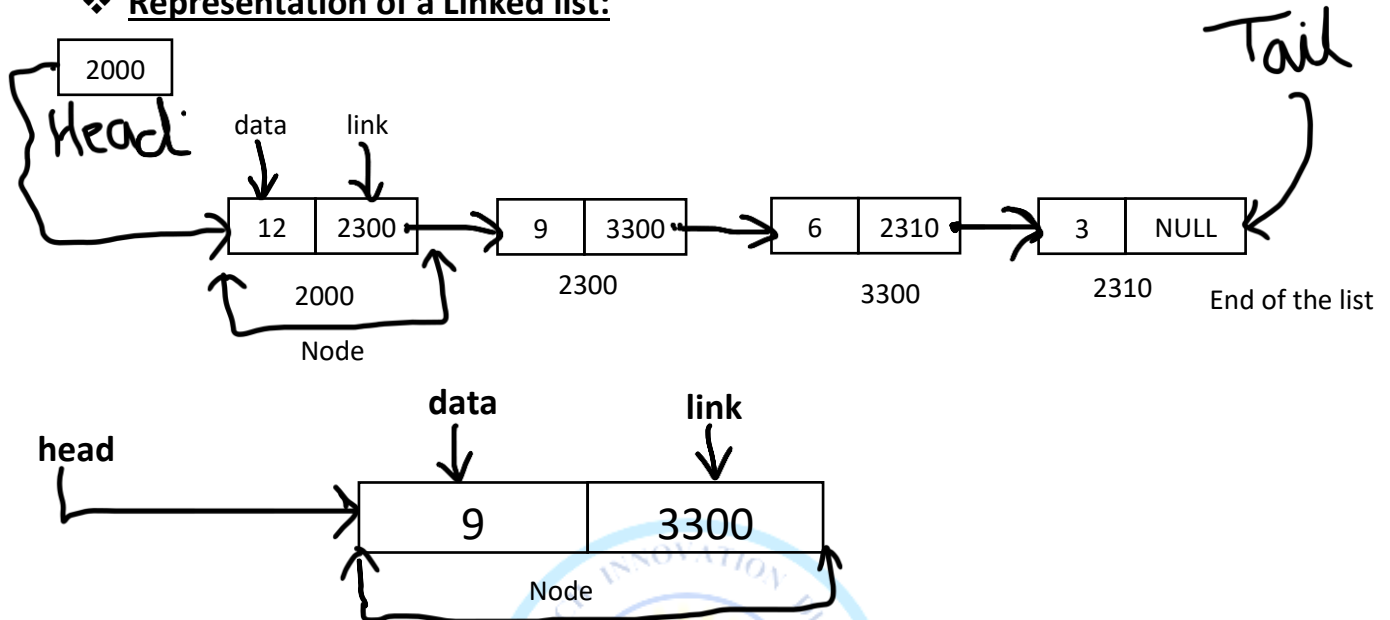 ❖ Representation of a Linked list:
2000
Tail
Head
data link
12 2300 9 3300 6 2310 3 NULL
2000 2300 3300 2310 End of the list
Node
data link
head
9 3300
INNOVATION
Node